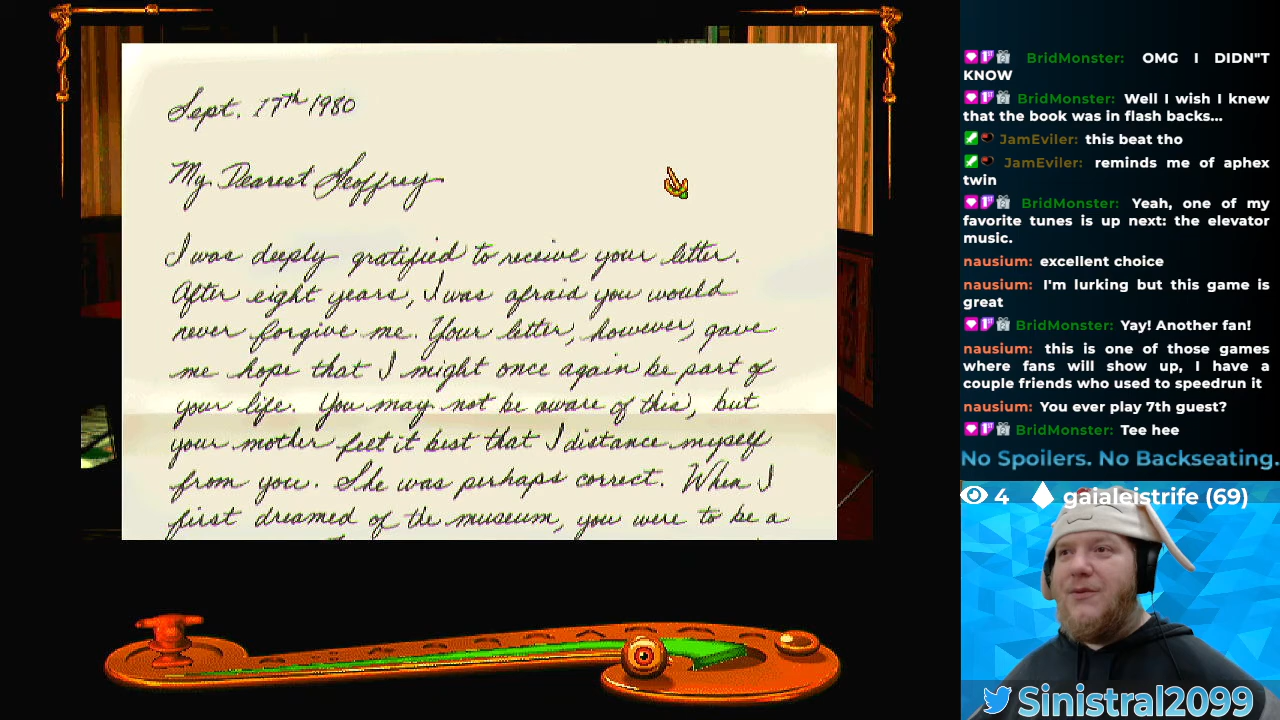 Sept. 17th 1980
My Dearest Geoffrey
I was deeply gratified to receive your letter.
After eight years, I was afraid you would
never forgive me. Your letter, however, gave
me hope that I might once again be part of
your life. You may not be aware of this, but
your mother felt it best that I distance myself
from you. She was perhaps correct. When I
first dreamed of the museum, you were to be a
BridMonster: OMG I DIDN"T
KNOW
BridMonster: Well I wish I knew
that the book was in flash backs...
JamEviler: this beat tho
JamEviler: reminds me of aphex
twin
BridMonster: Yeah, one of my
favorite tunes is up next: the elevator
music.
nausium: excellent choice
nausium: I'm lurking but this game is
great
BridMonster: Yay! Another fan!
nausium: this is one of those games
where fans will show up, I have a
couple friends who used to speedrun it
nausium: You ever play 7th guest?
BridMonster: Tee hee
No Spoilers. No Backseating.
4 gaialeistrife (69)
Sinistral2099